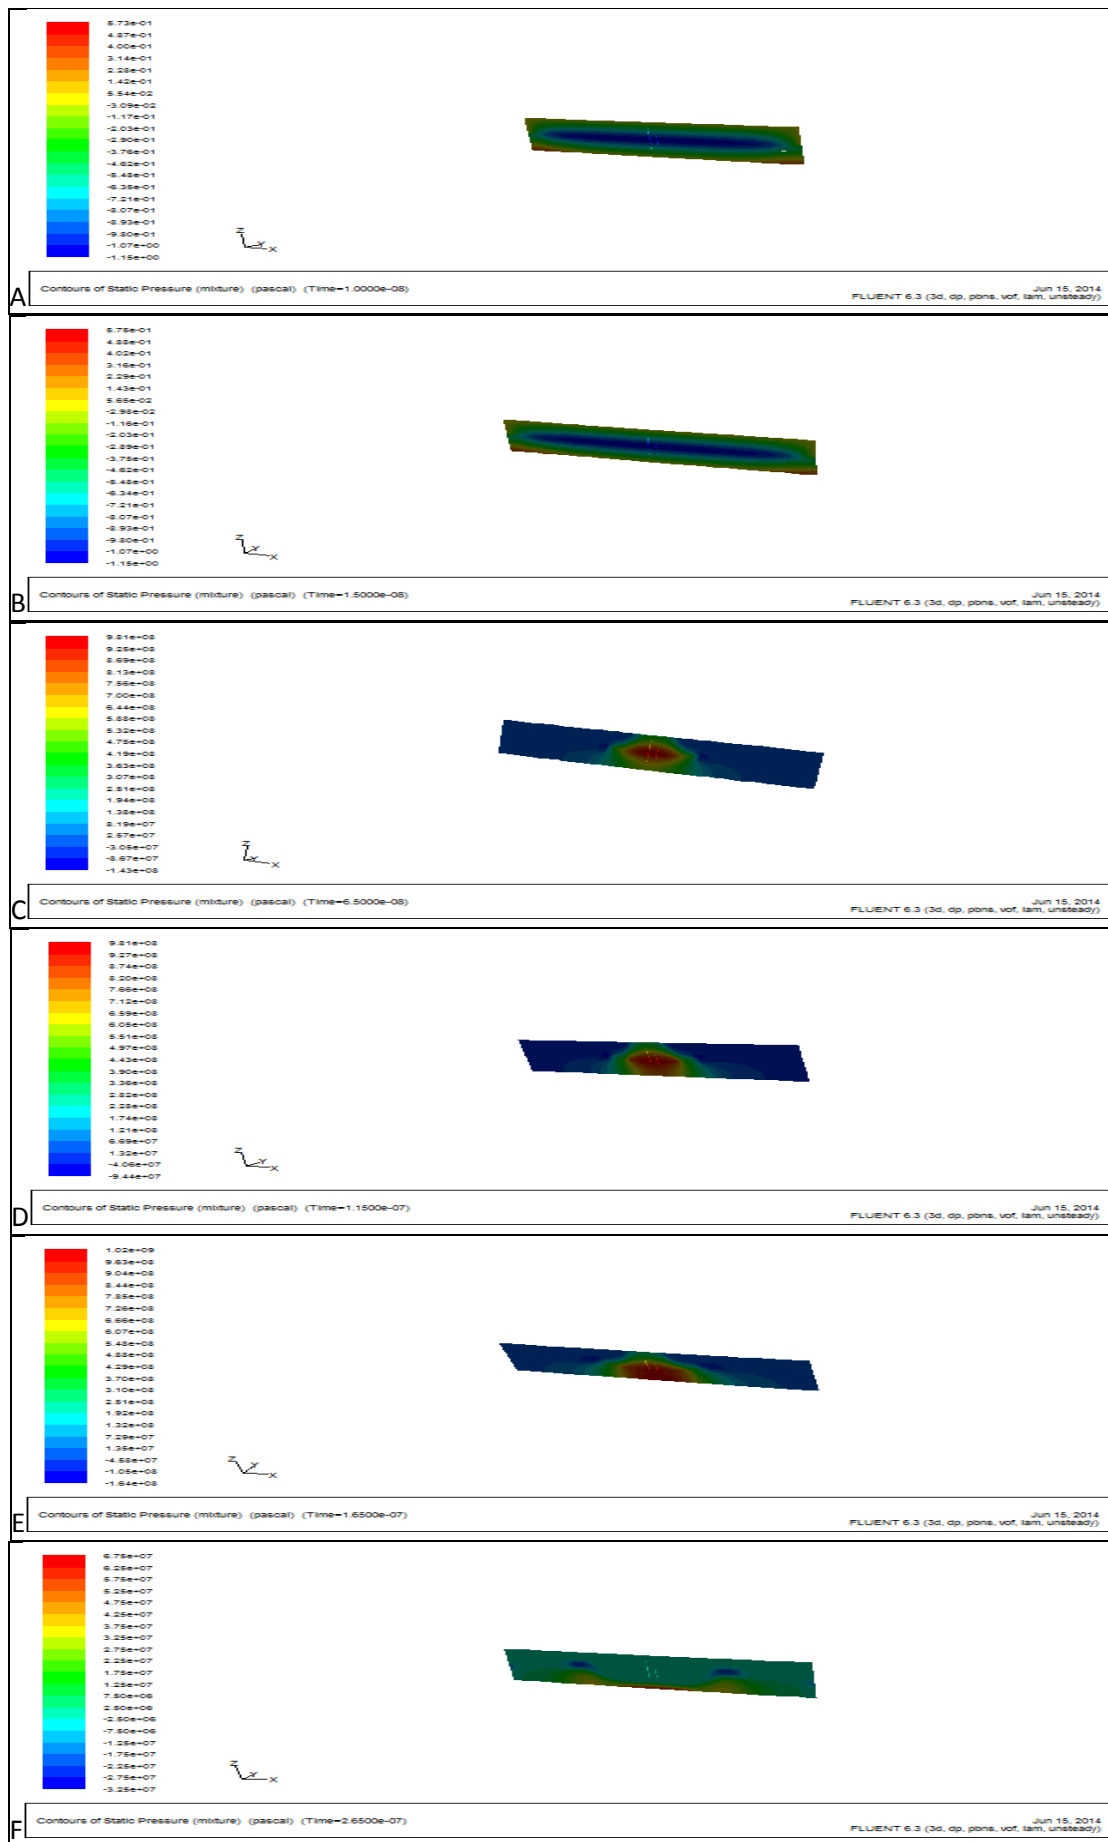 5.73e-01
4.87e-01
4.00e-01
3.14e-01
2.28e-01
1.42e-01
5.54e-02
-3.09e-02
-1.17e-01
-2.03e-01
-2.90e-01
-3.76e-01
-4.62e-01
-5.48e-01
-6.35e-01
-7.21e-01
-8.07e-01
-8.93e-01
-9.80e-01
-1.07e+00
-1.15e+00
Z
Y
X
A
Contours of Static Pressure (mixture) (pascal) (Time=1.0000e-08)
Jun 15, 2014
FLUENT 6.3 (3d, dp, pbns, vof, lam, unsteady)
5.75e-01
4.88e-01
4.02e-01
3.16e-01
2.29e-01
1.43e-01
5.65e-02
-2.98e-02
-1.16e-01
-2.03e-01
-2.89e-01
-3.75e-01
-4.62e-01
-5.48e-01
-6.34e-01
-7.21e-01
-8.07e-01
-8.93e-01
-9.80e-01
-1.07e+00
-1.15e+00
Z
Y
X
B
Contours of Static Pressure (mixture) (pascal) (Time=1.5000e-08)
Jun 15, 2014
FLUENT 6.3 (3d, dp, pbns, vof, lam, unsteady)
9.81e+08
9.25e+08
8.69e+08
8.13e+08
7.56e+08
7.00e+08
6.44e+08
5.88e+08
5.32e+08
4.75e+08
4.19e+08
3.63e+08
3.07e+08
2.51e+08
1.94e+08
1.38e+08
8.19e+07
2.57e+07
-3.05e+07
-8.67e+07
-1.43e+08
Z
Y
X
C
Contours of Static Pressure (mixture) (pascal) (Time=6.5000e-08)
Jun 15, 2014
FLUENT 6.3 (3d, dp, pbns, vof, lam, unsteady)
9.81e+08
9.27e+08
8.74e+08
8.20e+08
7.66e+08
7.12e+08
6.59e+08
6.05e+08
5.51e+08
4.97e+08
4.43e+08
3.90e+08
3.36e+08
2.82e+08
2.28e+08
1.74e+08
1.21e+08
6.69e+07
1.32e+07
-4.06e+07
-9.44e+07
Z
Y
X
D
Contours of Static Pressure (mixture) (pascal) (Time=1.1500e-07)
Jun 15, 2014
FLUENT 6.3 (3d, dp, pbns, vof, lam, unsteady)
1.02e+09
9.63e+08
9.04e+08
8.44e+08
7.85e+08
7.26e+08
6.66e+08
6.07e+08
5.48e+08
4.88e+08
4.29e+08
3.70e+08
3.10e+08
2.51e+08
1.92e+08
1.32e+08
7.29e+07
1.35e+07
-4.58e+07
-1.05e+08
-1.64e+08
Z
Y
X
E
Contours of Static Pressure (mixture) (pascal) (Time=1.6500e-07)
Jun 15, 2014
FLUENT 6.3 (3d, dp, pbns, vof, lam, unsteady)
6.75e+07
6.25e+07
5.75e+07
5.25e+07
4.75e+07
4.25e+07
3.75e+07
3.25e+07
2.75e+07
2.25e+07
1.75e+07
1.25e+07
7.50e+06
2.50e+06
-2.50e+06
-7.50e+06
-1.25e+07
-1.75e+07
-2.25e+07
-2.75e+07
-3.25e+07
Z
Y
X
F
Contours of Static Pressure (mixture) (pascal) (Time=2.6500e-07)
Jun 15, 2014
FLUENT 6.3 (3d, dp, pbns, vof, lam, unsteady)